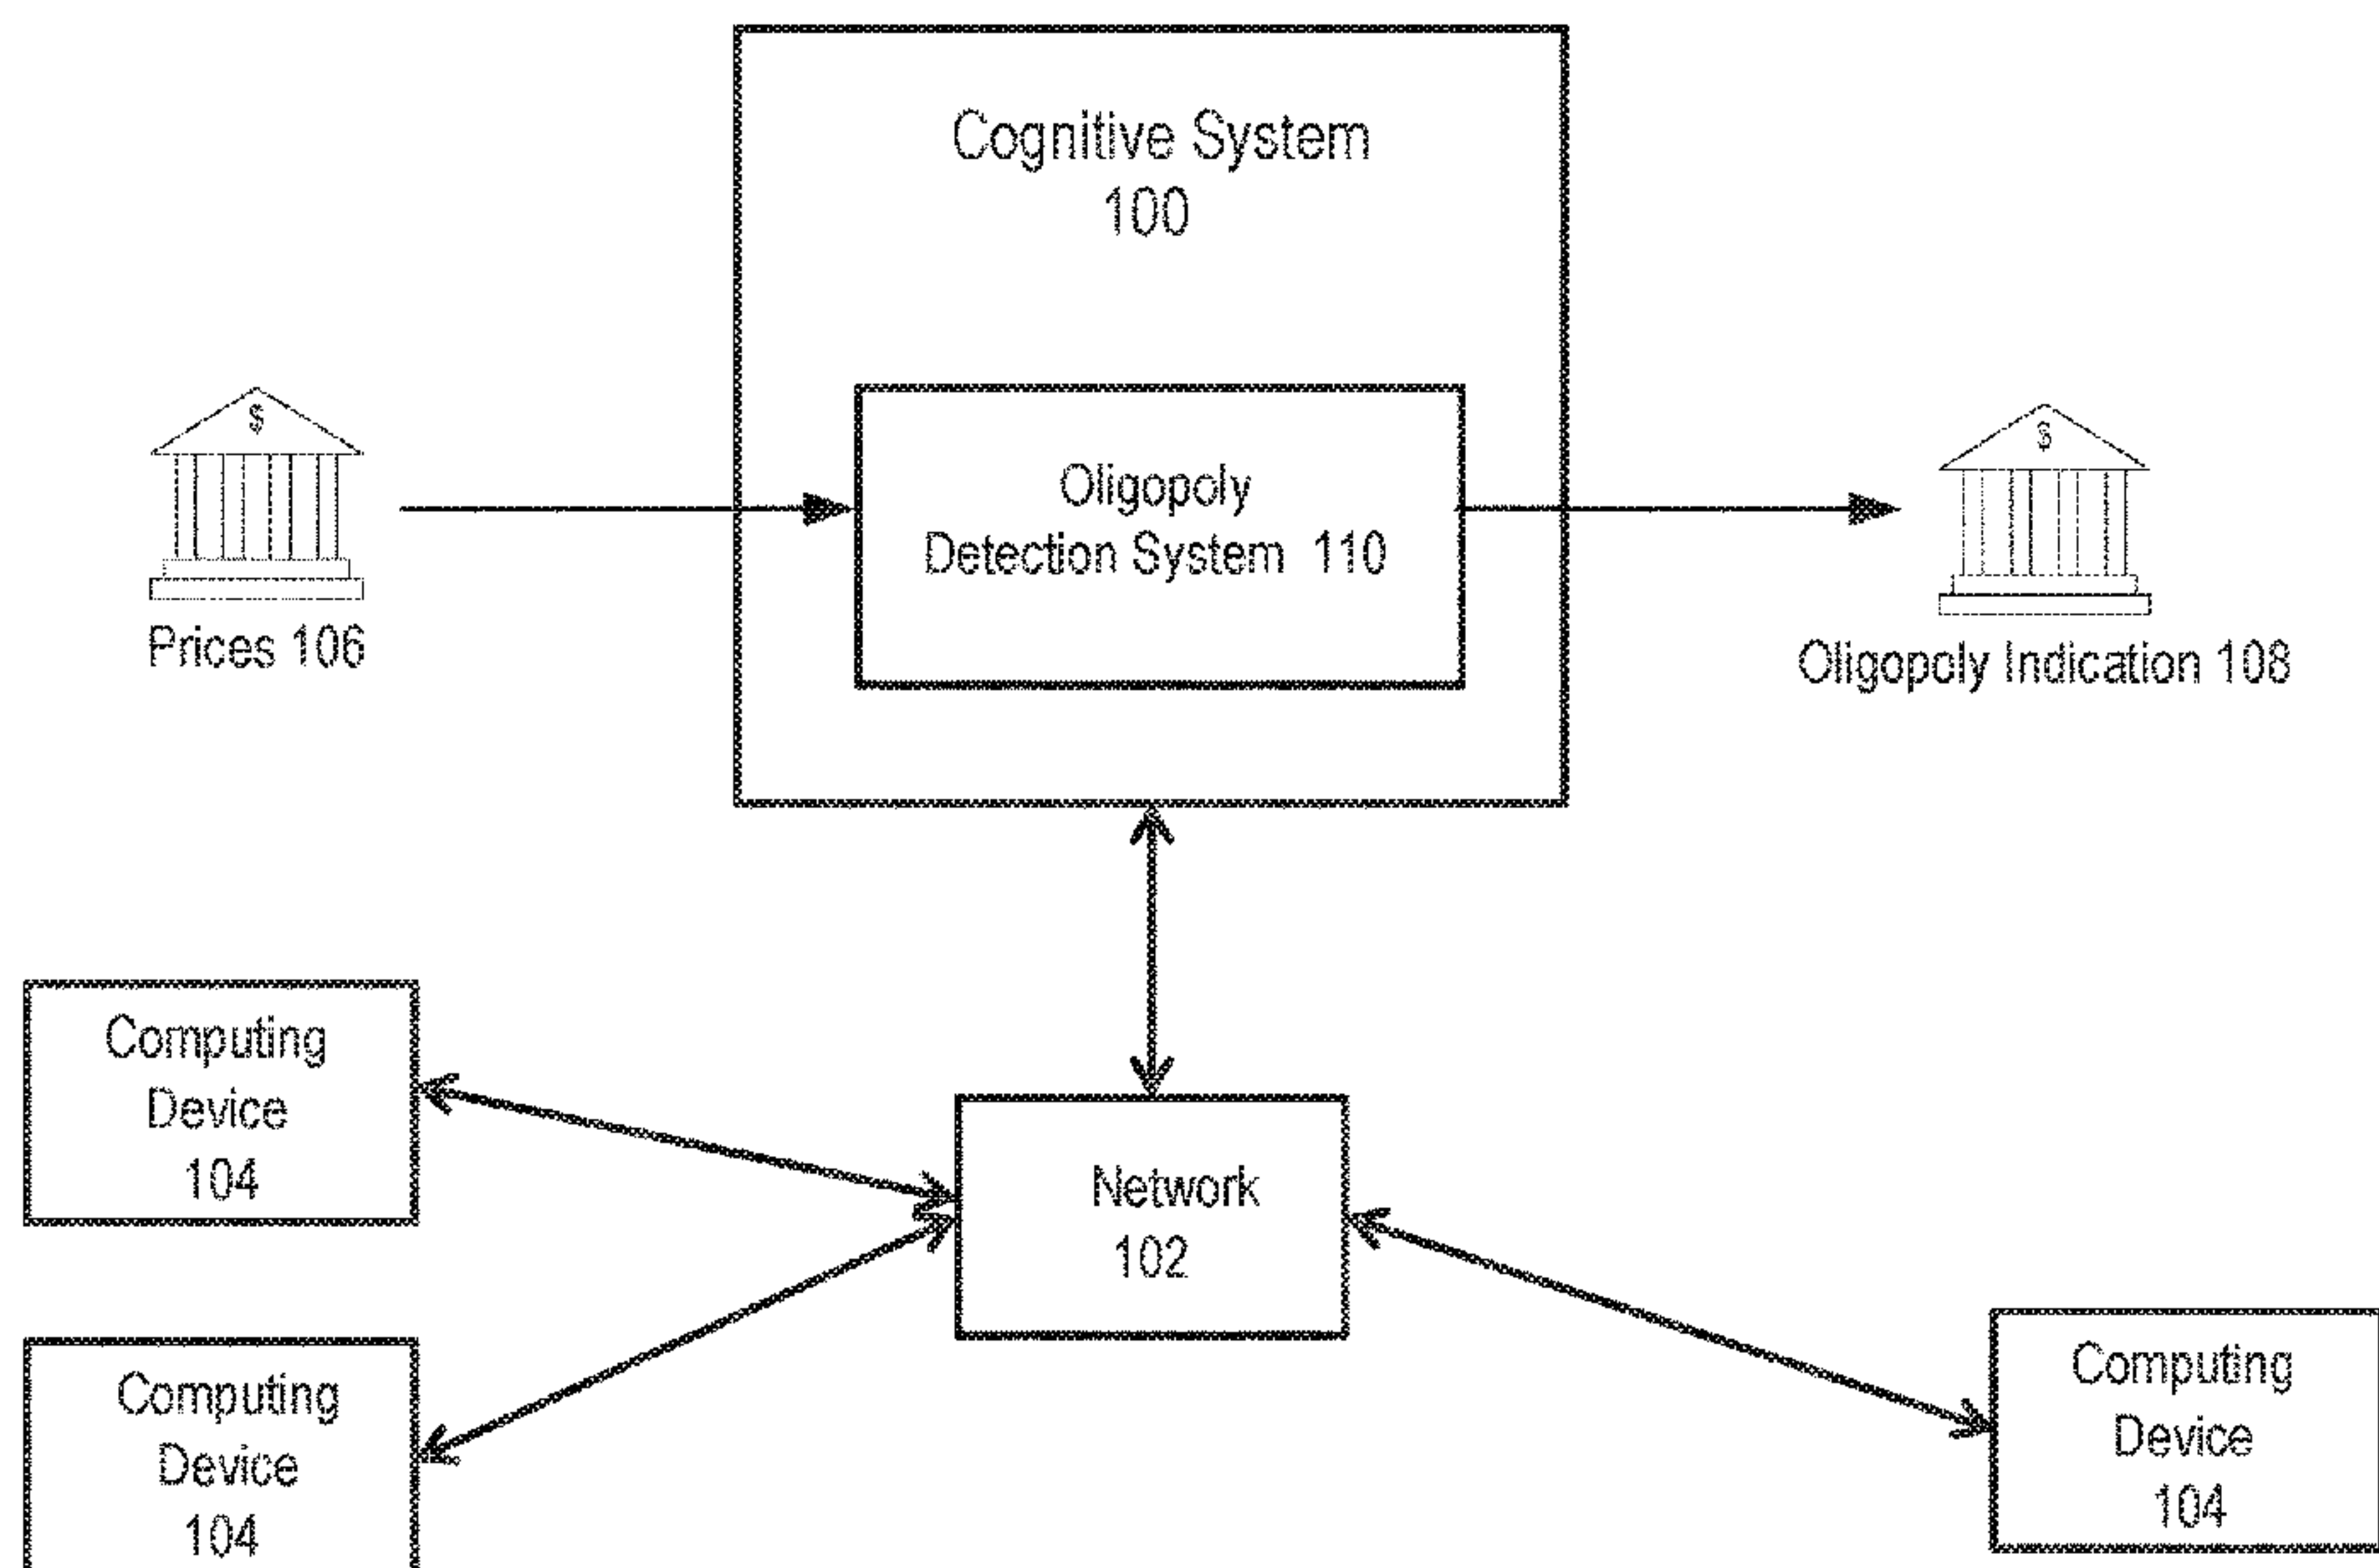 Cognitive System
100
$
Oligopoly
Detection System 110
$
Prices 106
Oligopoly Indication 108
Computing
Device
104
Network
102
Computing
Device
104
Computing
Device
104